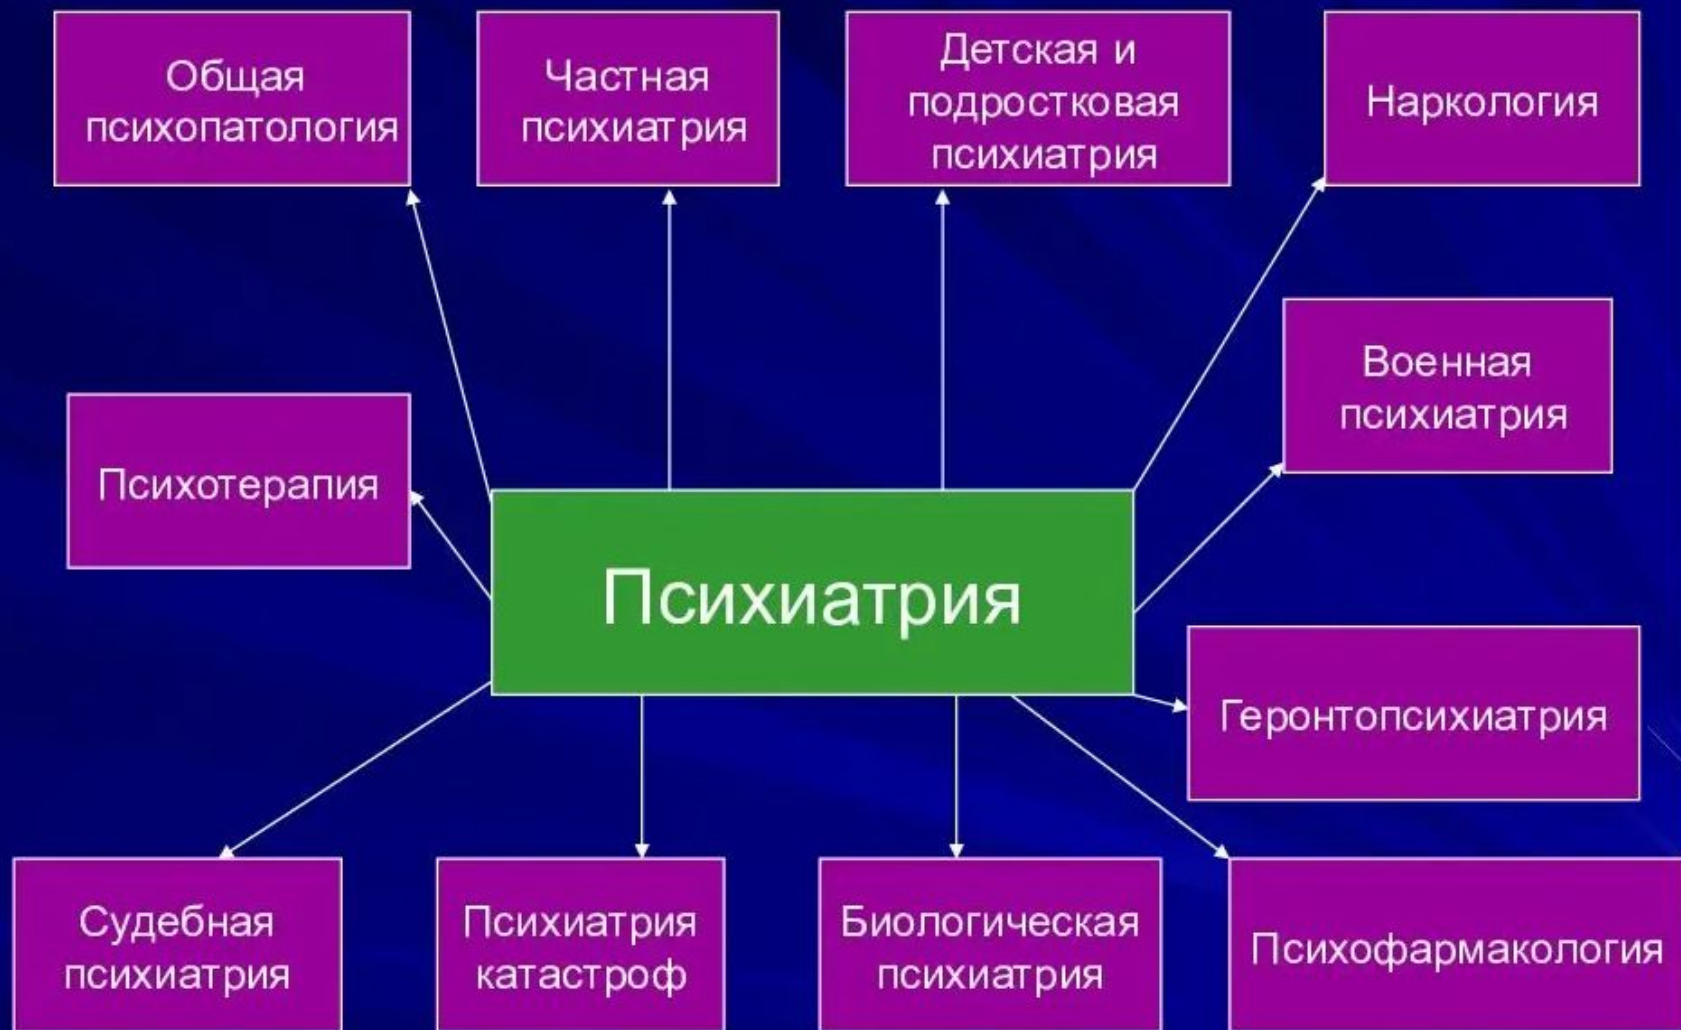 Общая
психопатология
Частная
психиатрия
Детская и
подростковая
психиатрия
Наркология
Военная
психиатрия
Психотерапия
Психиатрия
Геронтопсихиатрия
Судебная
психиатрия
Психиатрия
катастроф
Биологическая
психиатрия
Психофармакология